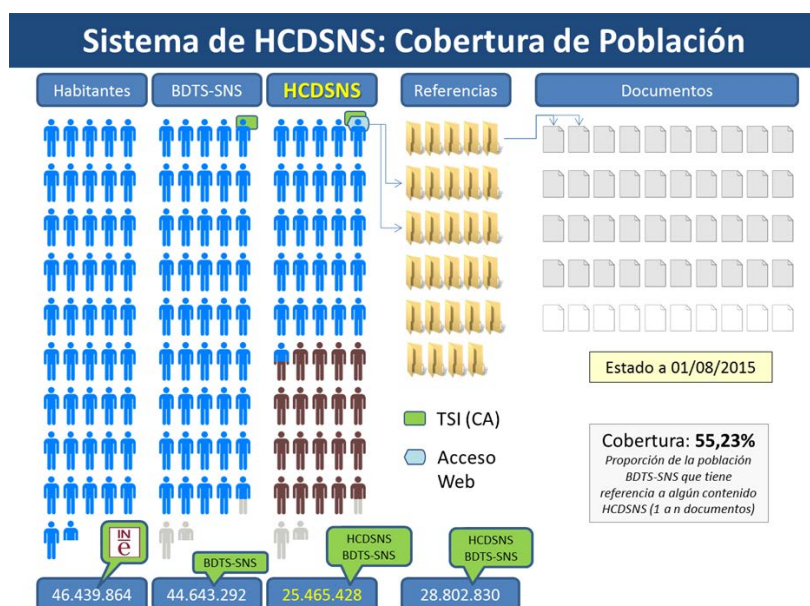 Sistema de HCDSNS: Cobertura de Población
Habitantes
BDTS-SNS
HCDSNS
Referencias
Documentos
Estado a 01/08/2015
TSI (CA)
Acceso
Web
Cobertura: 55,23%
Proporción de la población
BDTS-SNS que tiene
referencia a algún contenido
HCDSNS (1 a n documentos)
IN
e
BDTS-SNS
HCDSNS
BDTS-SNS
HCDSNS
BDTS-SNS
46.439.864
44.643.292
25.465.428
28.802.830